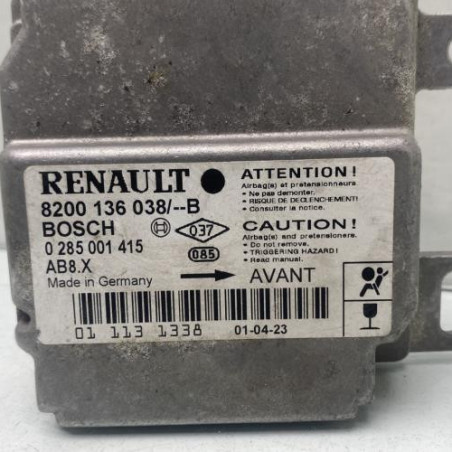 RENAULT
8200 136 038/--B
BOSCH
0 285 001 415
AB8.X
Made in Germany
01 113 1338
037
085
AVANT
01-04-23
ATTENTION!
Airbag(s) et prétensionneurs
• Ne pas démonter.
• RISQUE DE DECLENCHEMENT!
• Consulter la notice.
CAUTION!
Airbag(s) and pretensioners.
• Do not remove.
• TRIGGERING HAZARD!
• Read manual.